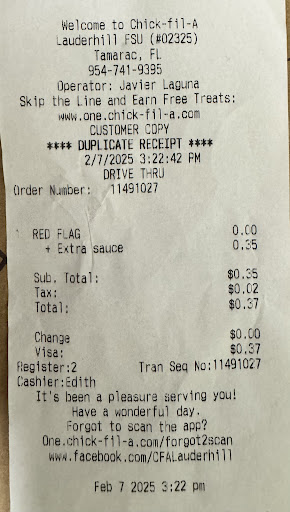 Welcome to Chick-fil-A
Lauderhill FSU (#02325)
Tamarac, FL
954-741-9395
Operator: Javier Laguna
Skip the Line and Earn Free Treats:
www.one.chick-fil-a.com
CUSTOMER COPY
**** DUPLICATE RECEIPT ****
2/7/2025 3:22:42 PM
DRIVE THRU
Order Number: 11491027
1 RED FLAG 0.00
+ Extra sauce 0.35
Sub. Total: $0.35
Tax: $0.02
Total: $0.37
Change $0.00
Visa: $0.37
Register:2 Tran Seq No:11491027
Cashier:Edith
It's been a pleasure serving you!
Have a wonderful day.
Forgot to scan the app?
One.chick-fil-a.com/forgot2scan
www.facebook.com/CFALauderhill
Feb 7 2025 3:22 pm